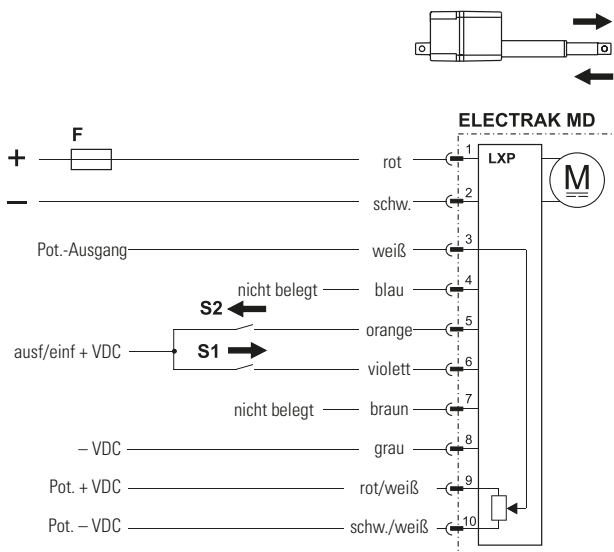 ELECTRAK MD
F
+ rot 1 LXP M
– schw. 2
Pot.-Ausgang weiß 3
nicht belegt blau 4
S2
orange 5
ausf/einf + VDC S1
violett 6
nicht belegt braun 7
– VDC grau 8
Pot. + VDC rot/weiß 9
Pot. – VDC schw./weiß 10